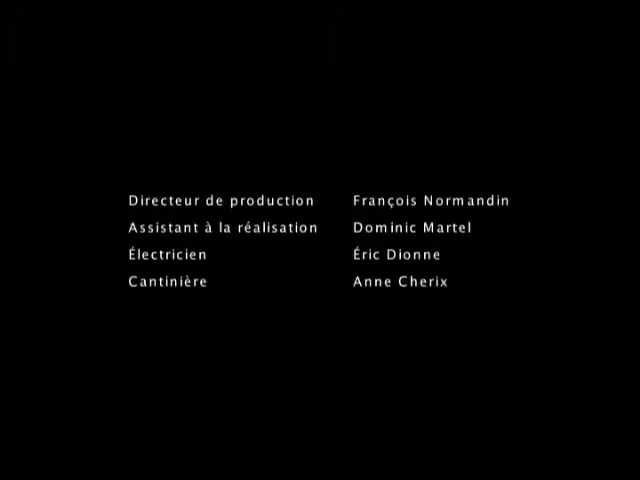 Directeur de production François Normandin
Assistant à la réalisation Dominic Martel
Électricien Éric Dionne
Cantinière Anne Cherix